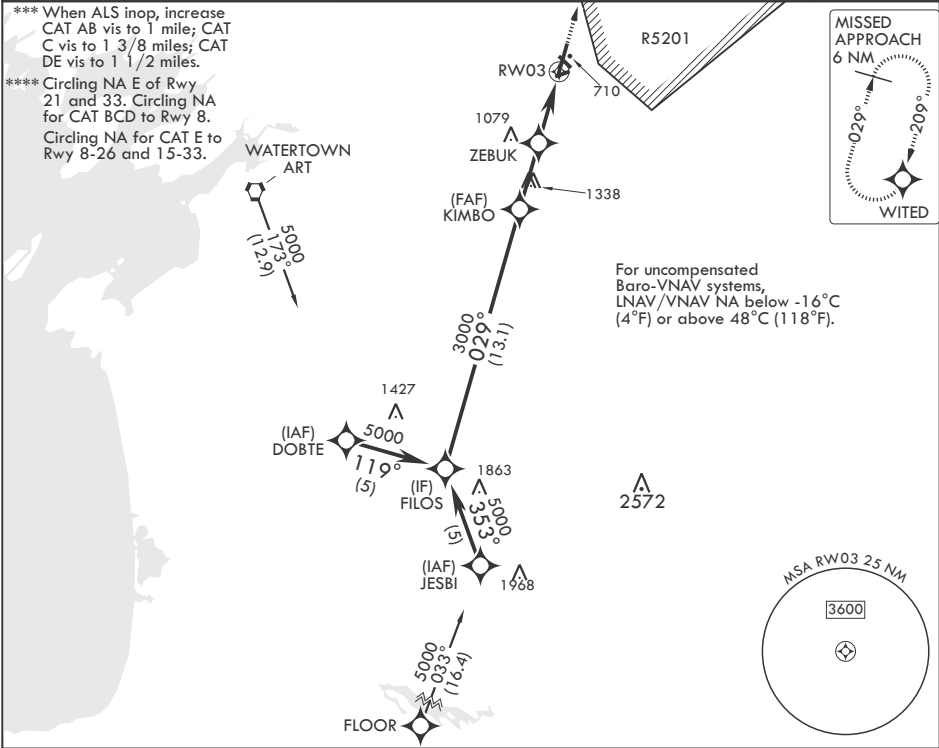 *** When ALS inop, increase
CAT AB vis to 1 mile; CAT
C vis to 1 3/8 miles; CAT
DE vis to 1 1/2 miles.
**** Circling NA E of Rwy
21 and 33. Circling NA
for CAT BCD to Rwy 8.
Circling NA for CAT E to
Rwy 8-26 and 15-33.
WATERTOWN
ART
5000
173°
(12.9)
R5201
RW03
710
1079
ZEBUK
1338
(FAF)
KIMBO
MISSED
APPROACH
6 NM
029°
209°
WITED
For uncompensated
Baro-VNAV systems,
LNAV/VNAV NA below -16°C
(4°F) or above 48°C (118°F).
3000
029°
(13.1)
1427
(IAF)
DOBTE
5000
119°
(5)
(IF)
FILOS
1863
5000
353°
(5)
2572
(IAF)
JESBI
1968
5000
033°
(16.4)
FLOOR
MSA RW03 25 NM
3600